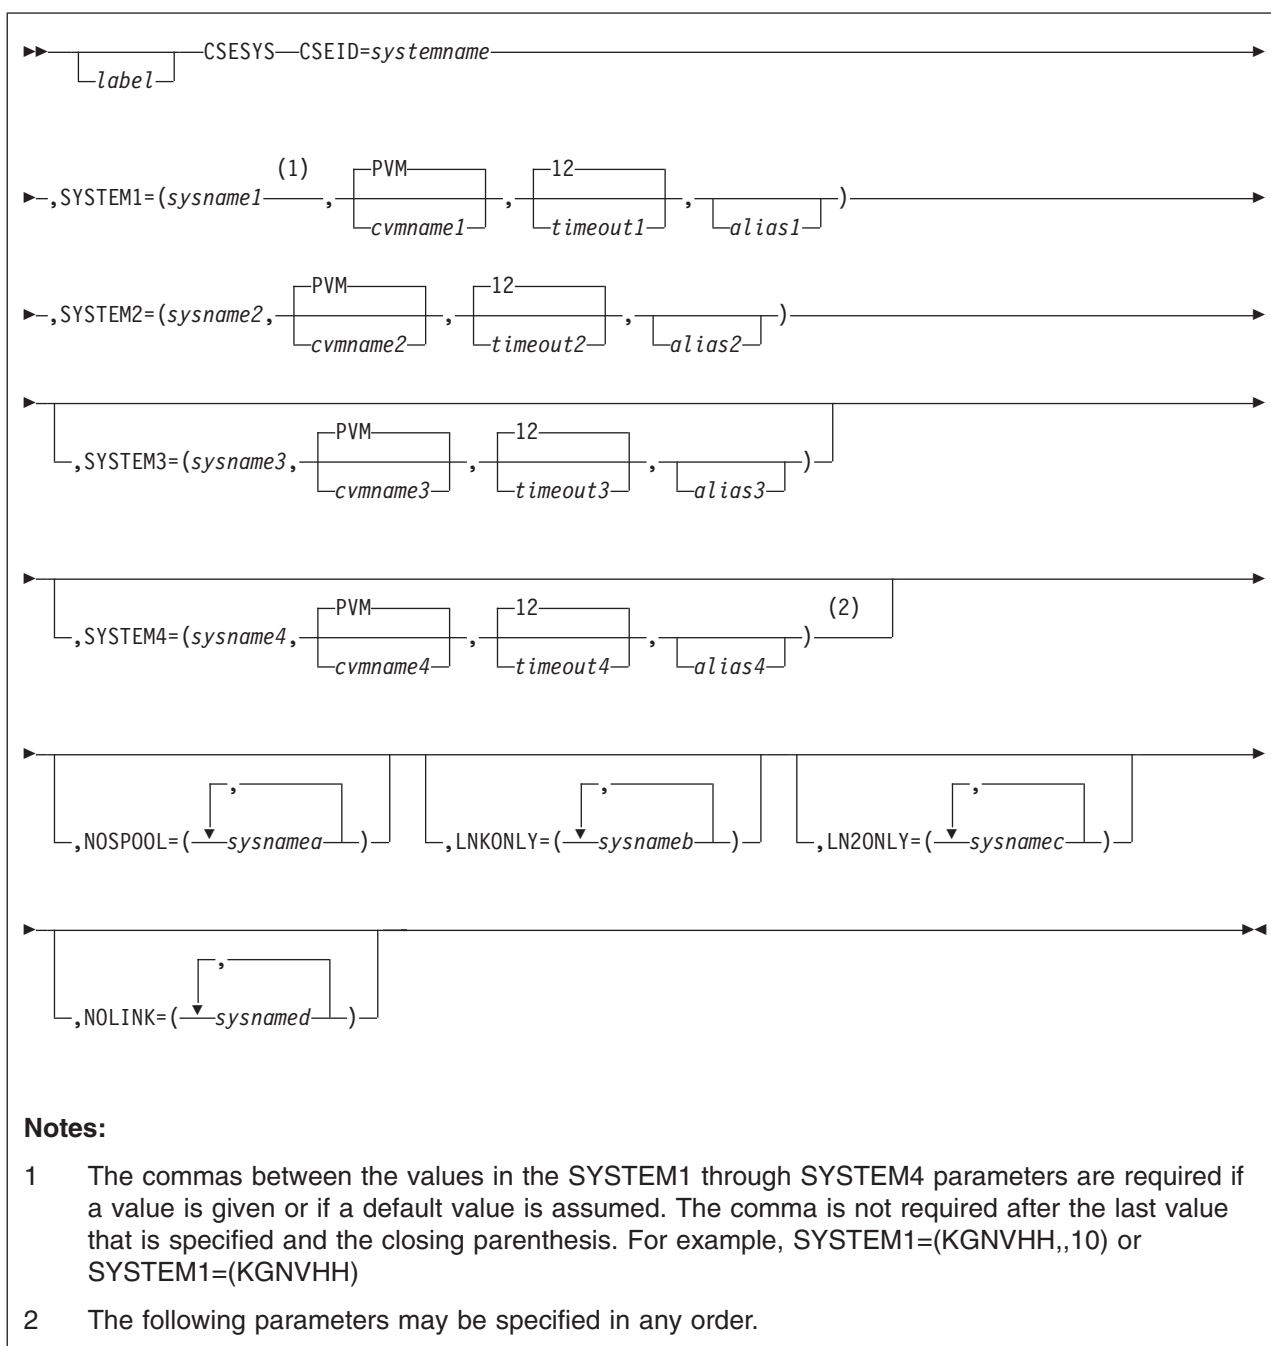 CSESYS CSEID=systemname
label
(1)
PVM 12
,SYSTEM1=(sysname1 , , , )
cvmname1 timeout1 alias1
PVM 12
,SYSTEM2=(sysname2, , , )
cvmname2 timeout2 alias2
PVM 12
,SYSTEM3=(sysname3, , , )
cvmname3 timeout3 alias3
PVM 12 (2)
,SYSTEM4=(sysname4, , , )
cvmname4 timeout4 alias4
, , ,
,NOSPOOL=( sysnamea ) ,LNKONLY=( sysnameb ) ,LN2ONLY=( sysnamec )
,
,NOLINK=( sysnamed )
Notes:
1 The commas between the values in the SYSTEM1 through SYSTEM4 parameters are required if
a value is given or if a default value is assumed. The comma is not required after the last value
that is specified and the closing parenthesis. For example, SYSTEM1=(KGNVHH,,10) or
SYSTEM1=(KGNVHH)
2 The following parameters may be specified in any order.